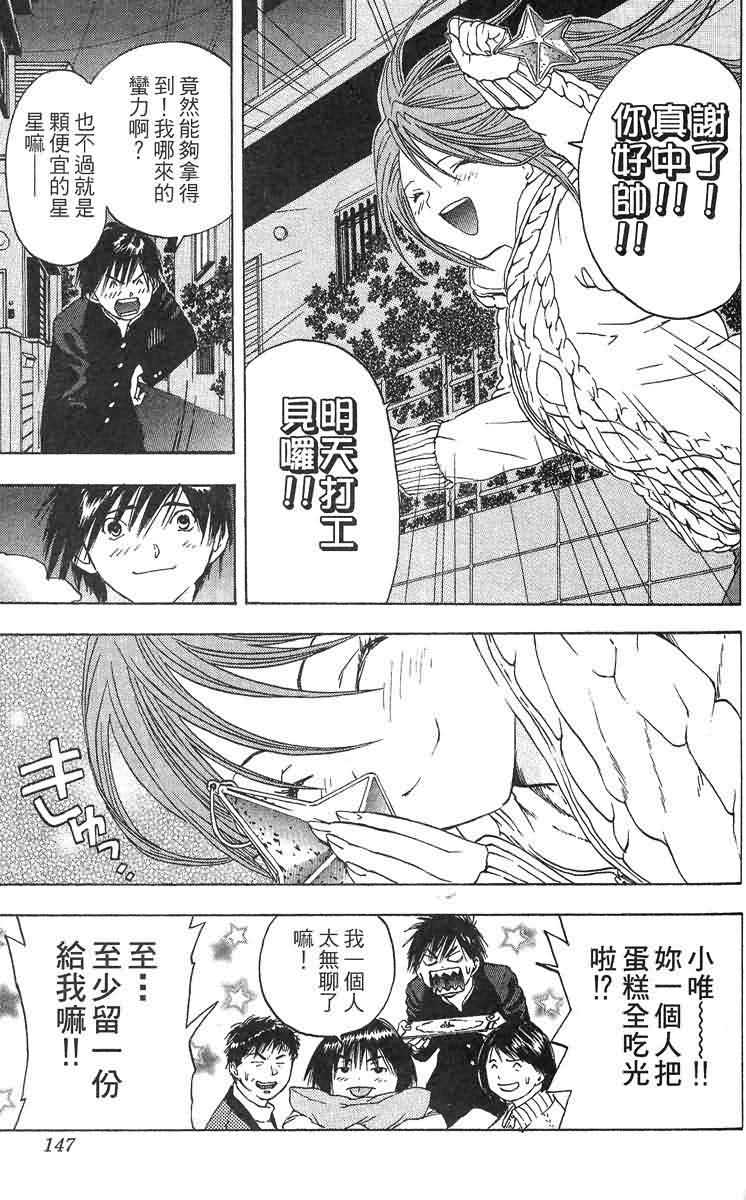 謝了！
真中!!
你好帥!!
明天打工
見囉!!
竟然能夠拿得
到！我哪來的
蠻力啊？
也不過就是
顆便宜的星
星嘛——
きゅっ
小唯～～!!
妳一個人把
蛋糕全吃光
啦!?
我一個人
太無聊了
嘛！
至…
至少留一份
給我嘛!!
147